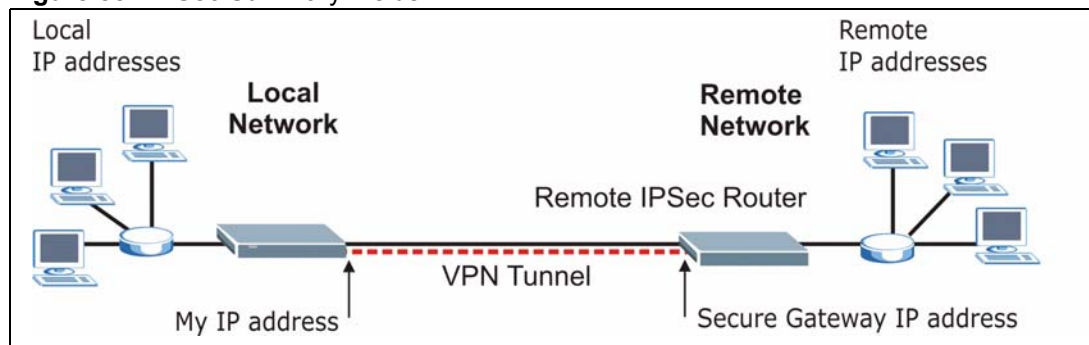 Local
IP addresses
Remote
IP addresses
Local
Network
Remote
Network
Remote IPSec Router
VPN Tunnel
My IP address
Secure Gateway IP address